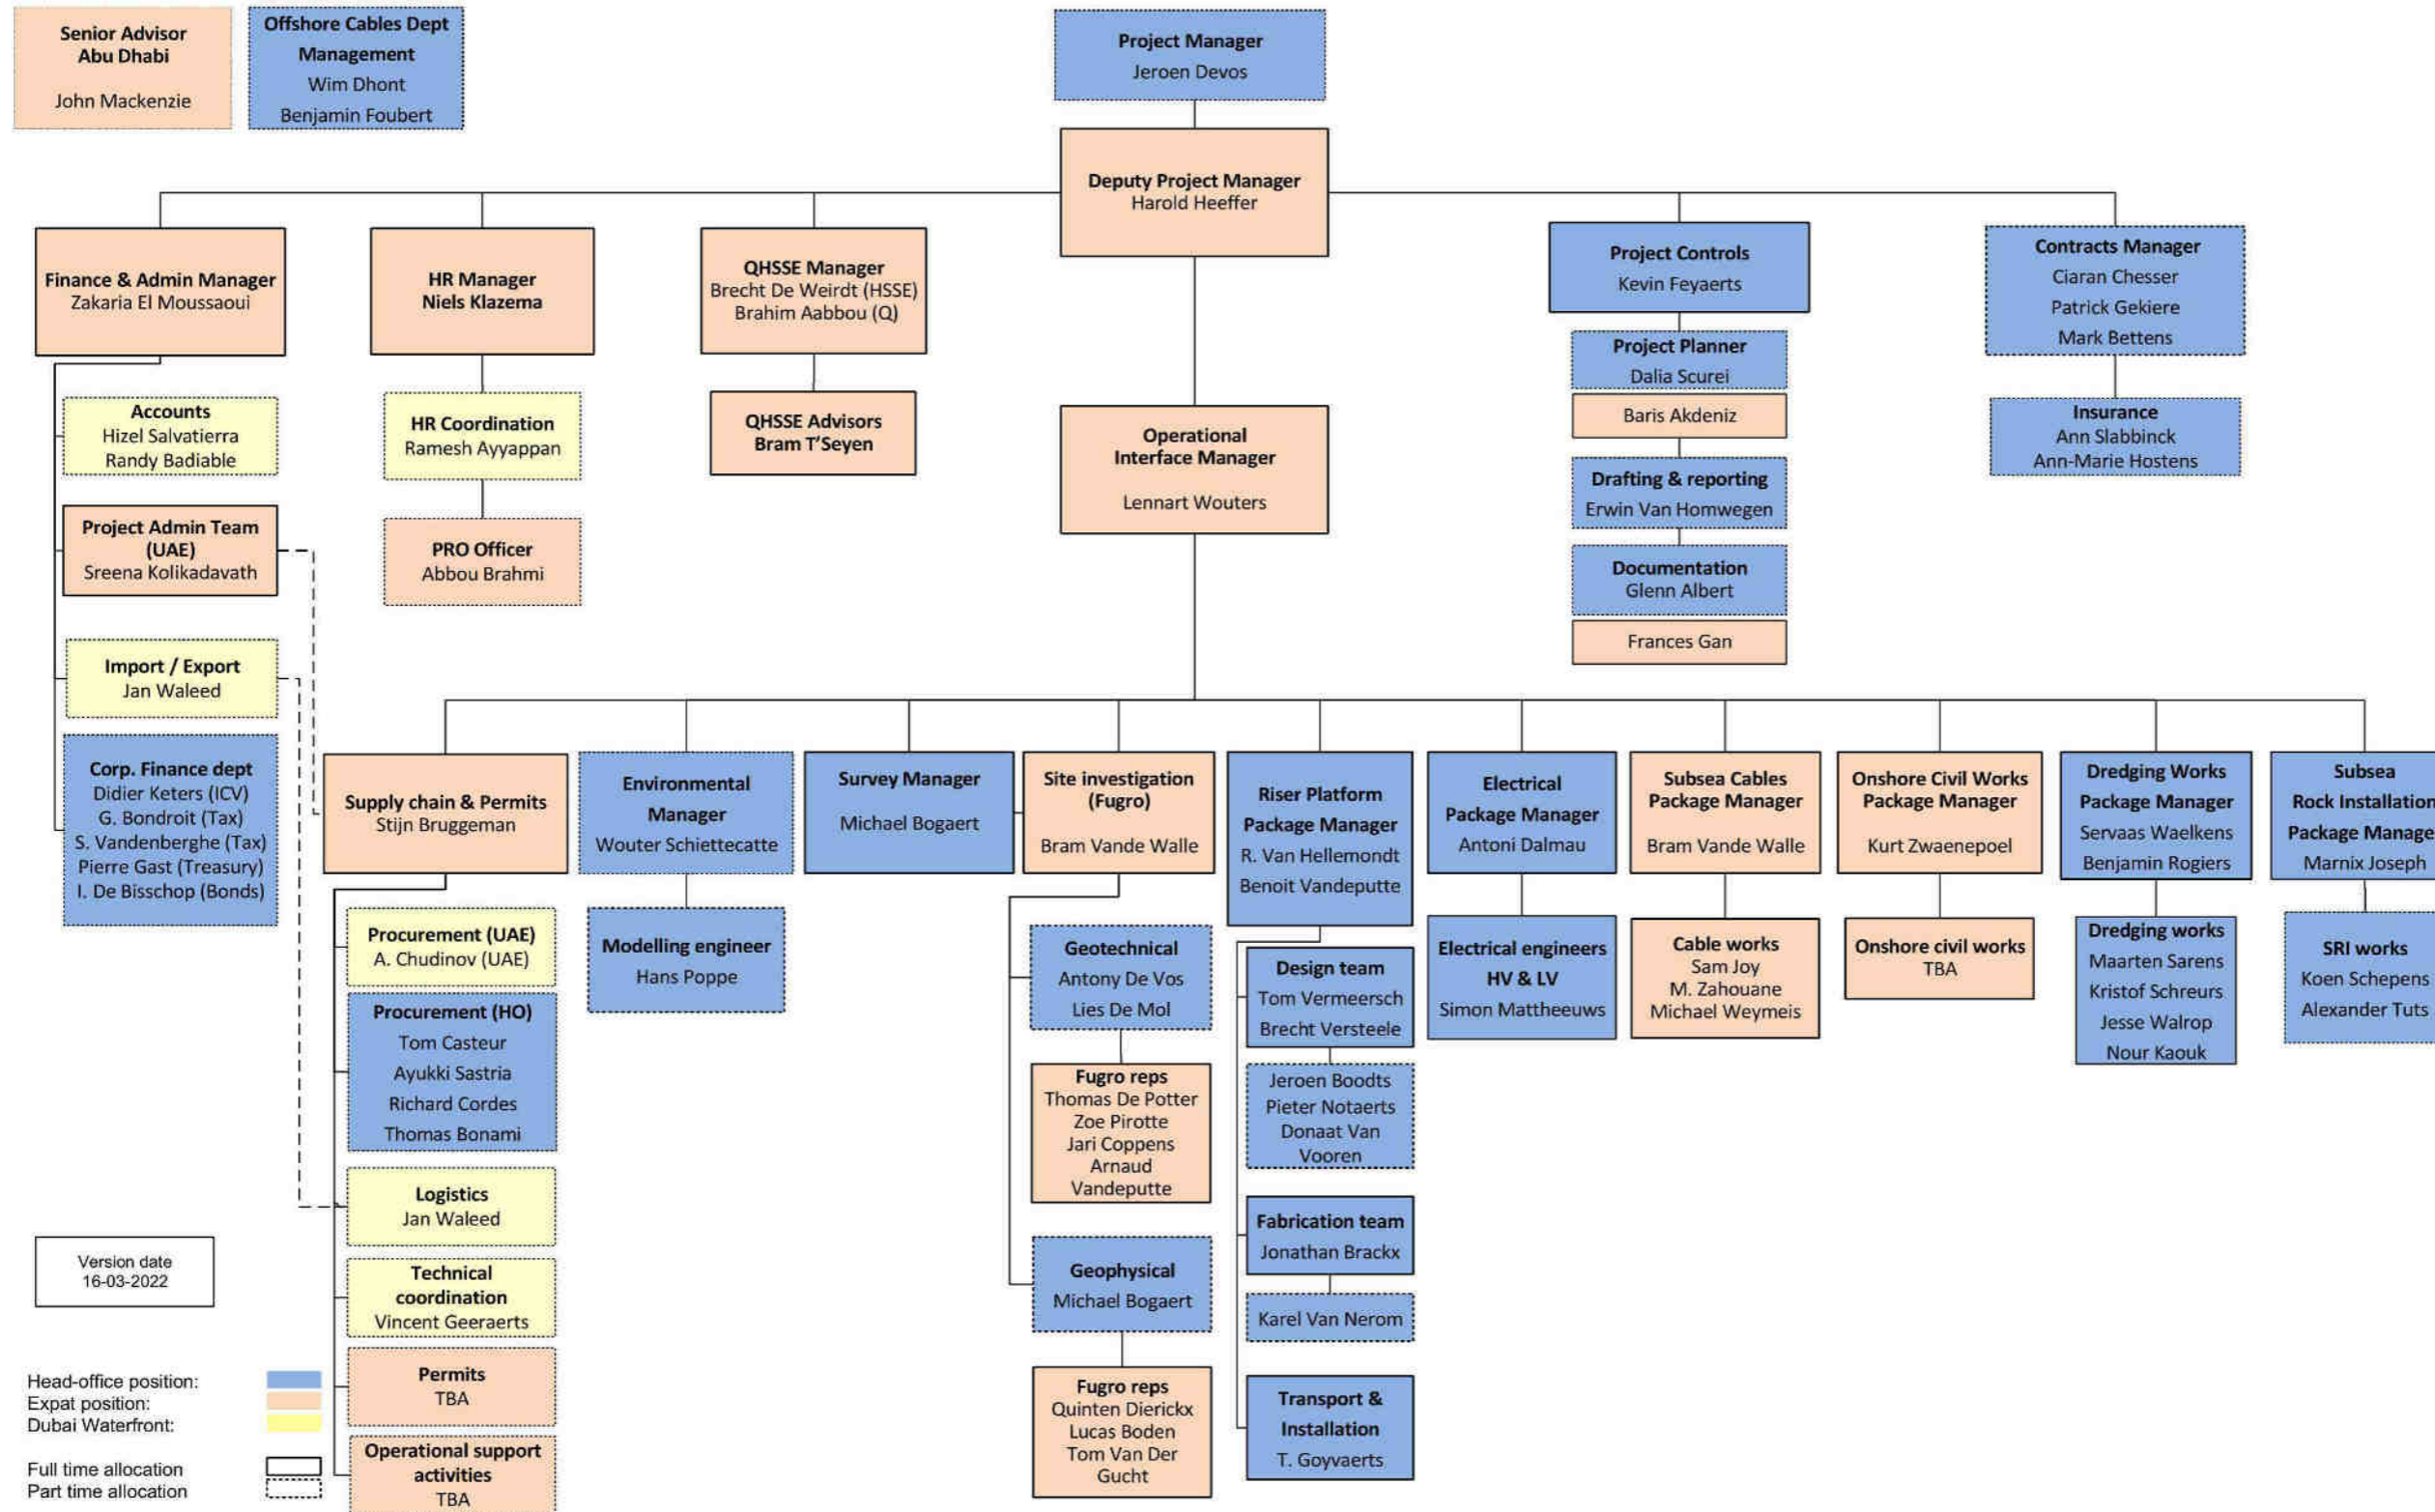 Senior Advisor
Abu Dhabi
John Mackenzie
Offshore Cables Dept
Management
Wim Dhont
Benjamin Foubert
Project Manager
Jeroen Devos
Deputy Project Manager
Harold Heeffer
Finance & Admin Manager
Zakaria El Moussaoui
HR Manager
Niels Klazema
QHSSE Manager
Brecht De Weirdt (HSSE)
Brahim Aabbou (Q)
Project Controls
Kevin Feyaerts
Contracts Manager
Ciaran Chesser
Patrick Gekiere
Mark Bettens
Accounts
Hizel Salvatierra
Randy Badiable
HR Coordination
Ramesh Ayyappan
QHSSE Advisors
Bram T’Seyen
Operational
Interface Manager
Lennart Wouters
Project Planner
Dalia Scurei
Baris Akdeniz
Insurance
Ann Slabbinck
Ann-Marie Hostens
Project Admin Team
(UAE)
Sreena Kolikadavath
PRO Officer
Abbou Brahmi
Drafting & reporting
Erwin Van Homwegen
Documentation
Glenn Albert
Frances Gan
Import / Export
Jan Waleed
Corp. Finance dept
Didier Keters (ICV)
G. Bondroit (Tax)
S. Vandenberghe (Tax)
Pierre Gast (Treasury)
I. De Bisschop (Bonds)
Supply chain & Permits
Stijn Bruggeman
Environmental
Manager
Wouter Schiettecatte
Survey Manager
Michael Bogaert
Site investigation
(Fugro)
Bram Vande Walle
Riser Platform
Package Manager
R. Van Hellemondt
Benoit Vandeputte
Electrical
Package Manager
Antoni Dalmau
Subsea Cables
Package Manager
Bram Vande Walle
Onshore Civil Works
Package Manager
Kurt Zwaenepoel
Dredging Works
Package Manager
Servaas Waelkens
Benjamin Rogiers
Subsea
Rock Installation
Package Manage
Marnix Joseph
Procurement (UAE)
A. Chudinov (UAE)
Procurement (HO)
Tom Casteur
Ayukki Sastria
Richard Cordes
Thomas Bonami
Logistics
Jan Waleed
Technical
coordination
Vincent Geeraerts
Permits
TBA
Operational support
activities
TBA
Modelling engineer
Hans Poppe
Geotechnical
Antony De Vos
Lies De Mol
Fugro reps
Thomas De Potter
Zoe Pirotte
Jari Coppens
Arnaud
Vandeputte
Geophysical
Michael Bogaert
Fugro reps
Quinten Dierickx
Lucas Boden
Tom Van Der
Gucht
Design team
Tom Vermeersch
Brecht Versteele
Jeroen Boodts
Pieter Notaerts
Donaat Van
Vooren
Fabrication team
Jonathan Brackx
Karel Van Nerom
Transport &
Installation
T. Goyvaerts
Electrical engineers
HV & LV
Simon Mattheeuws
Cable works
Sam Joy
M. Zahouane
Michael Weymeis
Onshore civil works
TBA
Dredging works
Maarten Sarens
Kristof Schreurs
Jesse Walrop
Nour Kaouk
SRI works
Koen Schepens
Alexander Tuts
Version date
16-03-2022
Head-office position:
Expat position:
Dubai Waterfront:
Full time allocation
Part time allocation